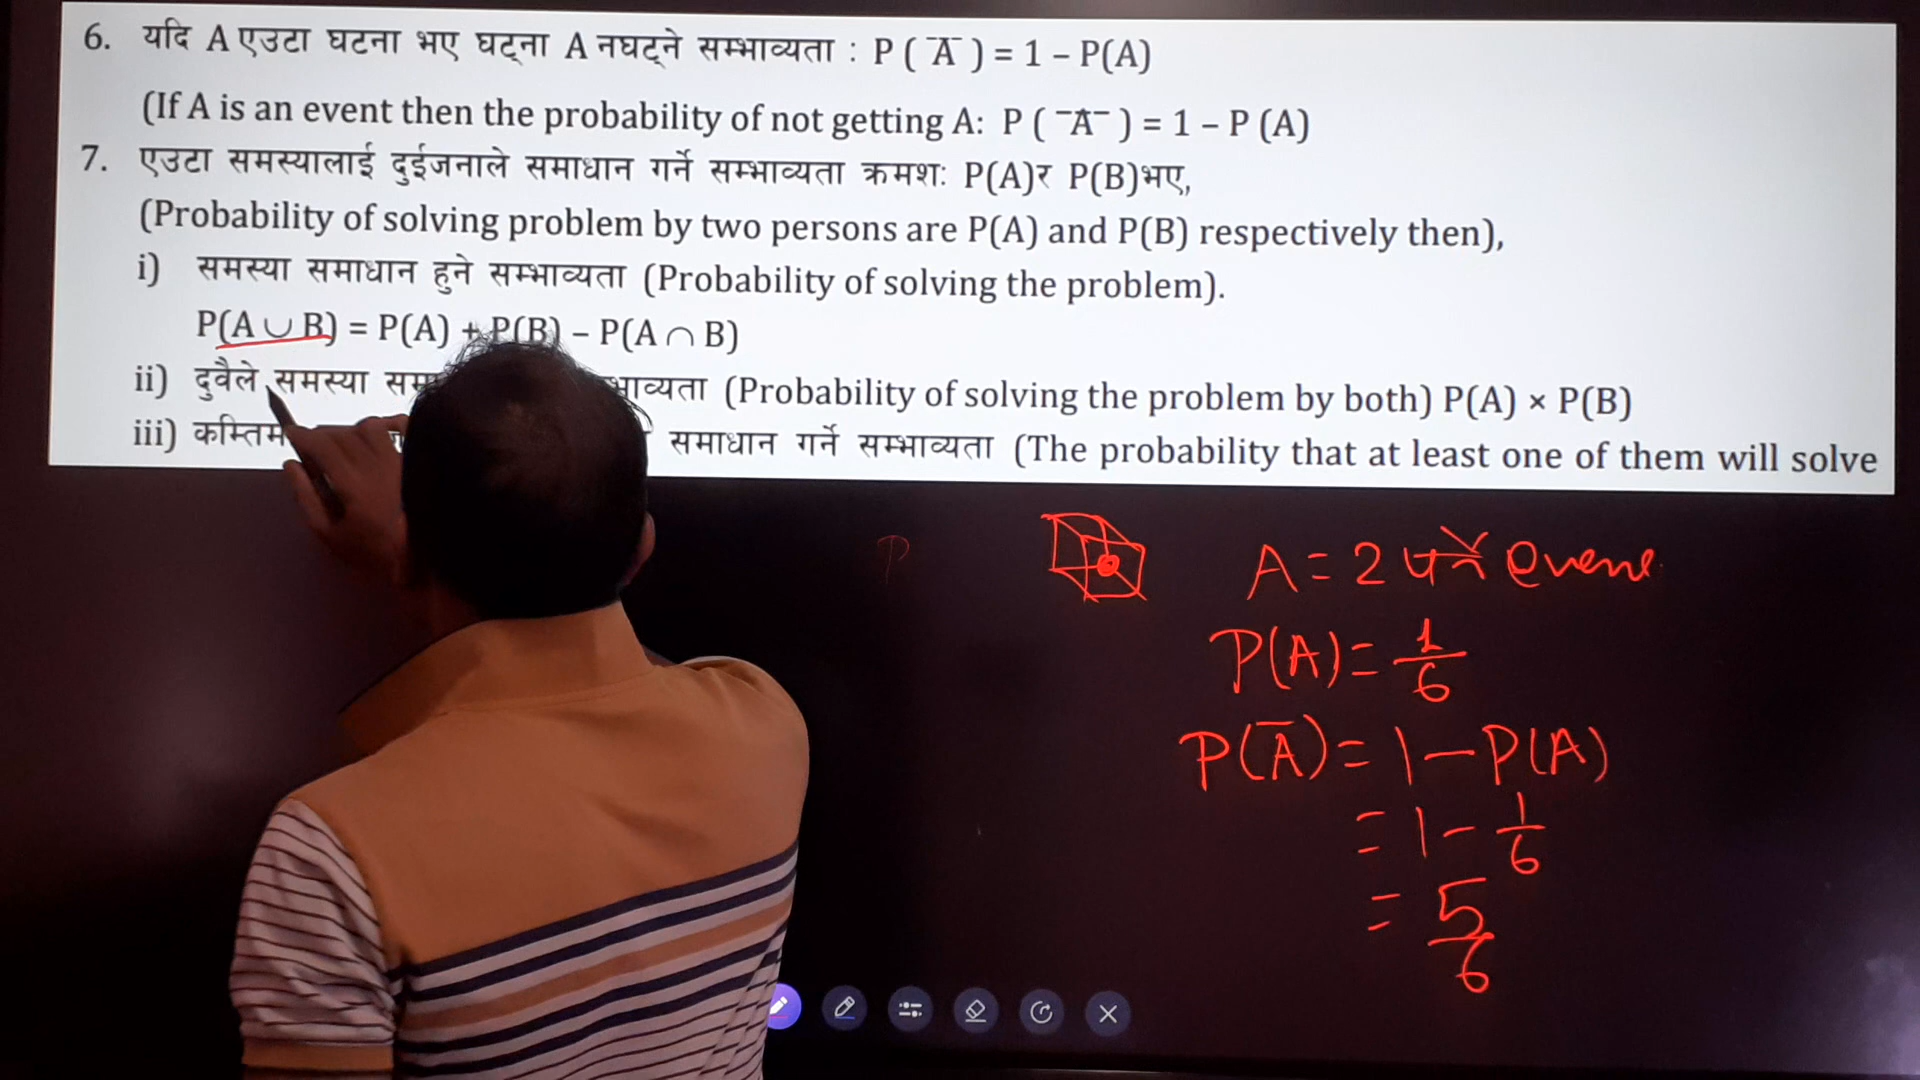 6. यदि A एउटा घटना भए घट्ना A नघट्ने सम्भाव्यता : P ( A̅ ) = 1 – P(A)
(If A is an event then the probability of not getting A: P ( A̅ ) = 1 – P (A)
7. एउटा समस्यालाई दुईजनाले समाधान गर्ने सम्भाव्यता क्रमशः P(A)र P(B)भए,
(Probability of solving problem by two persons are P(A) and P(B) respectively then),
i) समस्या समाधान हुने सम्भाव्यता (Probability of solving the problem).
P(A ∪ B) = P(A) + P(B) – P(A ∩ B)
ii) दुवैले समस्या (Probability of solving the problem by both) P(A) × P(B)
iii) समाधान गर्ने सम्भाव्यता (The probability that at least one of them will solve
P
A = 2 पर्ने event
P(A) = 1/6
P(A̅) = 1 – P(A)
= 1 – 1/6
= 5/6